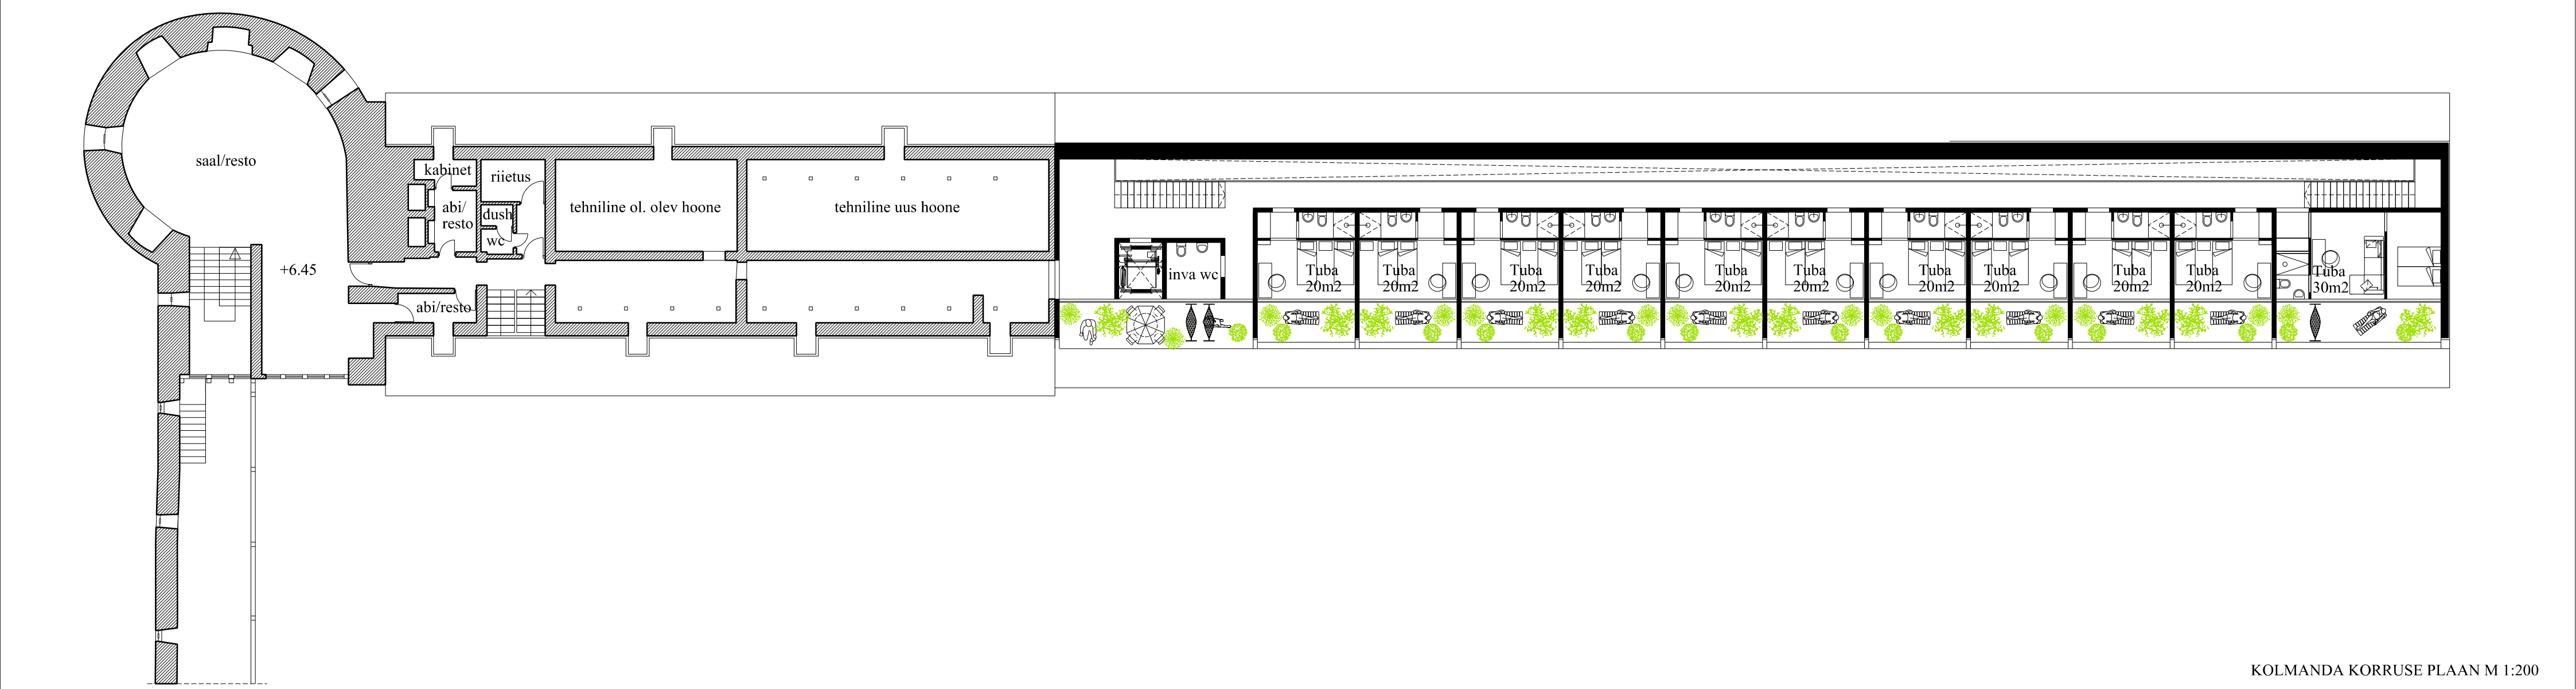 saal/resto
+6.45
kabinet
abi/
resto
abi/resto
riietus
dush
wc
tehniline ol. olev hoone
tehniline uus hoone
inva wc
Tuba
20m2
Tuba
20m2
Tuba
20m2
Tuba
20m2
Tuba
20m2
Tuba
20m2
Tuba
20m2
Tuba
20m2
Tuba
20m2
Tuba
20m2
Tuba
30m2
KOLMANDA KORRUSE PLAAN M 1:200